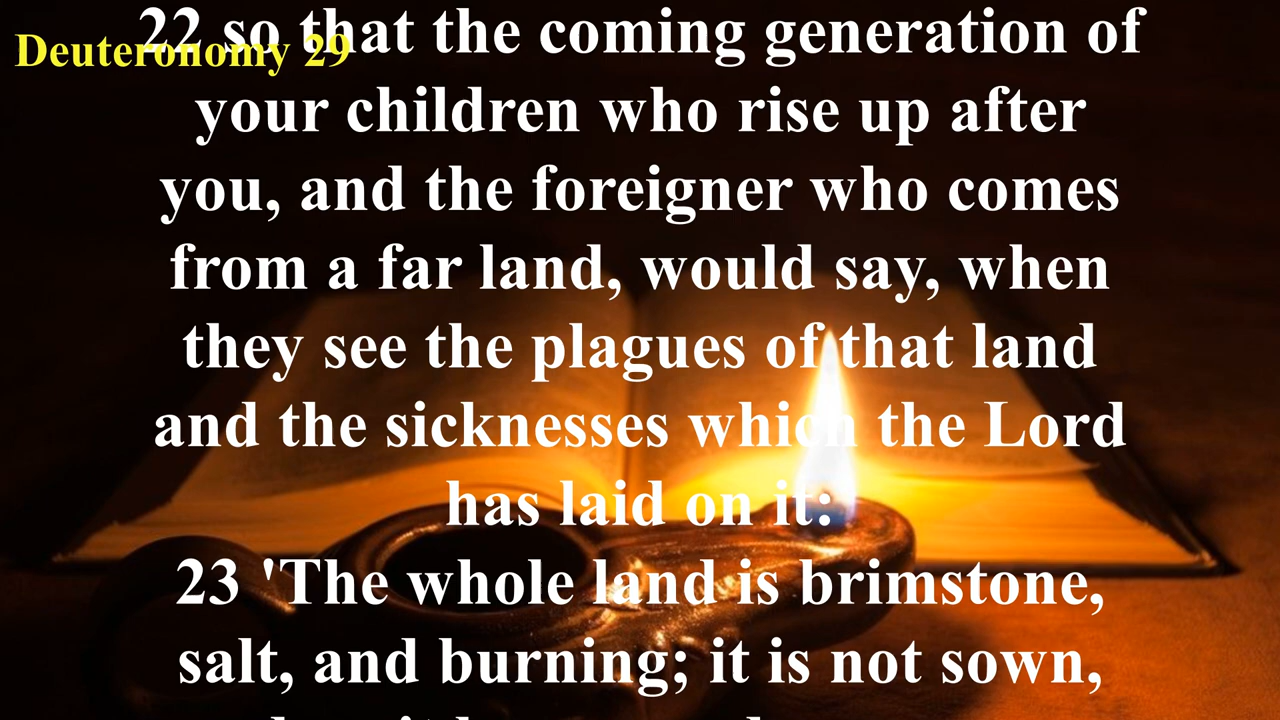 Deuteronomy 29
22 so that the coming generation of
your children who rise up after
you, and the foreigner who comes
from a far land, would say, when
they see the plagues of that land
and the sicknesses which the Lord
has laid on it:
23 'The whole land is brimstone,
salt, and burning; it is not sown,